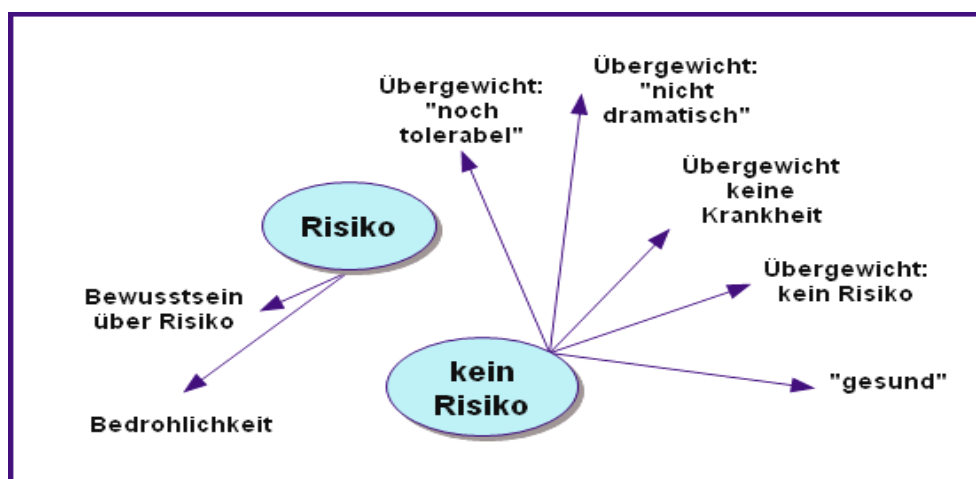 Übergewicht:
"noch
tolerabel"
Übergewicht:
"nicht
dramatisch"
Übergewicht
keine
Krankheit
Risiko
Übergewicht:
kein Risiko
Bewusstsein
über Risiko
kein
Risiko
"gesund"
Bedrohlichkeit